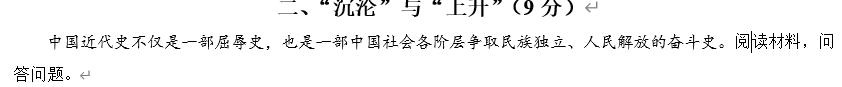 二、“沉沦”与“上升”（9 分）
中国近代史不仅是一部屈辱史，也是一部中国社会各阶层争取民族独立、人民解放的奋斗史。阅读材料，问
答问题。